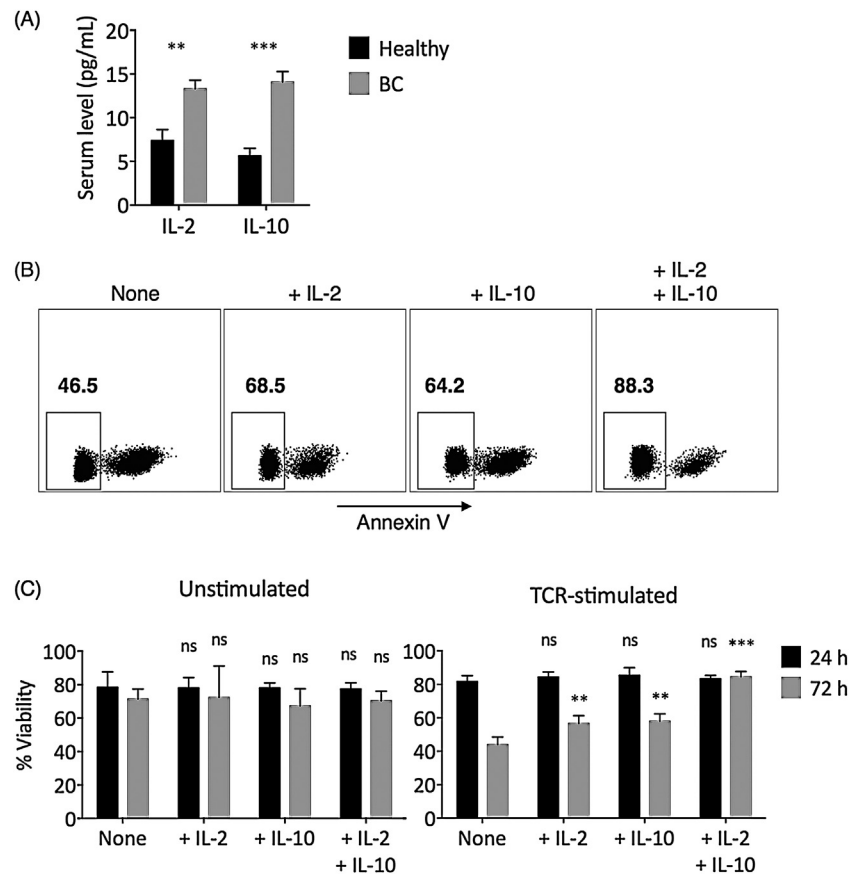 (A)
Serum level (pg/mL)
20
15
10
5
0
**
***
IL-2
IL-10
Healthy
BC
(B)
None
+ IL-2
+ IL-10
+ IL-2
+ IL-10
46.5
68.5
64.2
88.3
Annexin V
(C)
Unstimulated
% Viability
100
80
60
40
20
0
ns
ns
ns
ns
ns
ns
None
+ IL-2
+ IL-10
+ IL-2
+ IL-10
TCR-stimulated
100
80
60
40
20
0
ns
**
ns
**
ns
***
None
+ IL-2
+ IL-10
+ IL-2
+ IL-10
24 h
72 h